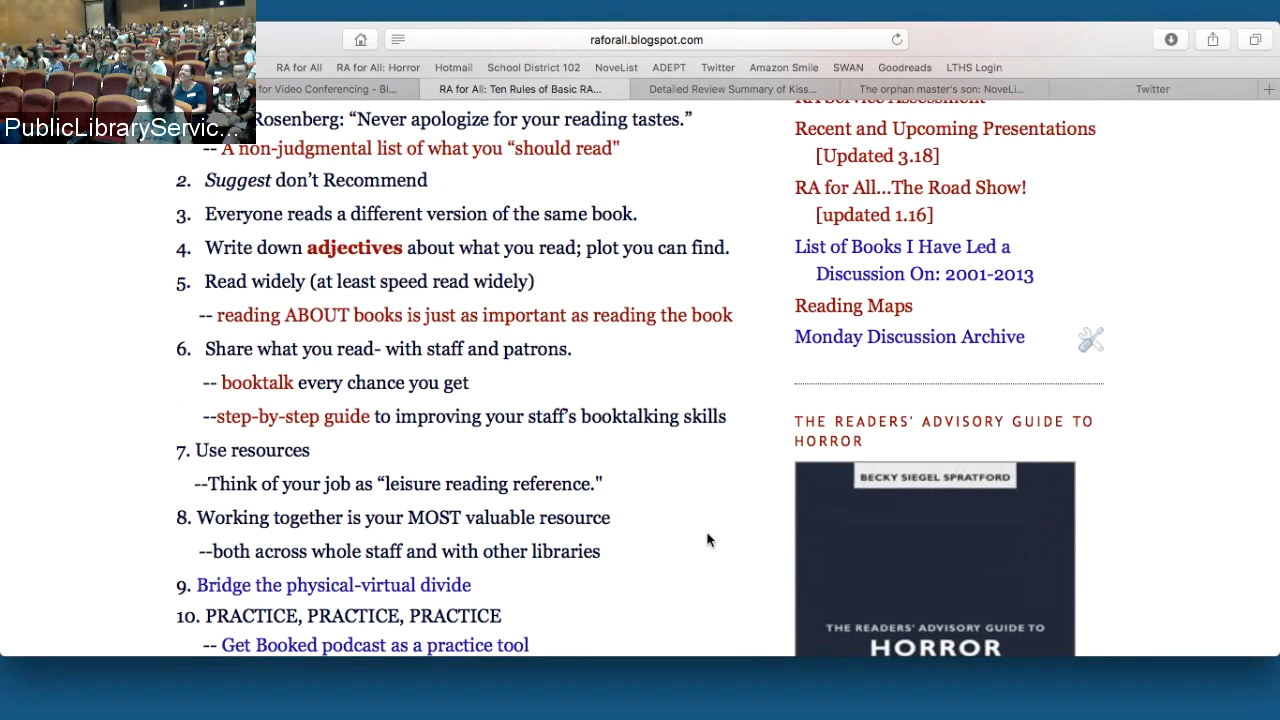 raforall.blogspot.com
RA for All
RA for All: Horror
Hotmail
School District 102
NoveList
ADEPT
Twitter
Amazon Smile
SWAN
Goodreads
LTHS Login
for Video Conferencing - Bl...
RA for All: Ten Rules of Basic RA...
Detailed Review Summary of Kiss...
The orphan master's son: NoveLi...
Twitter
PublicLibraryServic...
Rosenberg: “Never apologize for your reading tastes.”
-- A non-judgmental list of what you “should read"
2. Suggest don’t Recommend
3. Everyone reads a different version of the same book.
4. Write down adjectives about what you read; plot you can find.
5. Read widely (at least speed read widely)
-- reading ABOUT books is just as important as reading the book
6. Share what you read- with staff and patrons.
-- booktalk every chance you get
--step-by-step guide to improving your staff’s booktalking skills
7. Use resources
--Think of your job as “leisure reading reference."
8. Working together is your MOST valuable resource
--both across whole staff and with other libraries
9. Bridge the physical-virtual divide
10. PRACTICE, PRACTICE, PRACTICE
-- Get Booked podcast as a practice tool
RA Service Assessment
Recent and Upcoming Presentations
[Updated 3.18]
RA for All...The Road Show!
[updated 1.16]
List of Books I Have Led a
Discussion On: 2001-2013
Reading Maps
Monday Discussion Archive
THE READERS' ADVISORY GUIDE TO
HORROR
BECKY SIEGEL SPRATFORD
THE READERS' ADVISORY GUIDE TO
HORROR